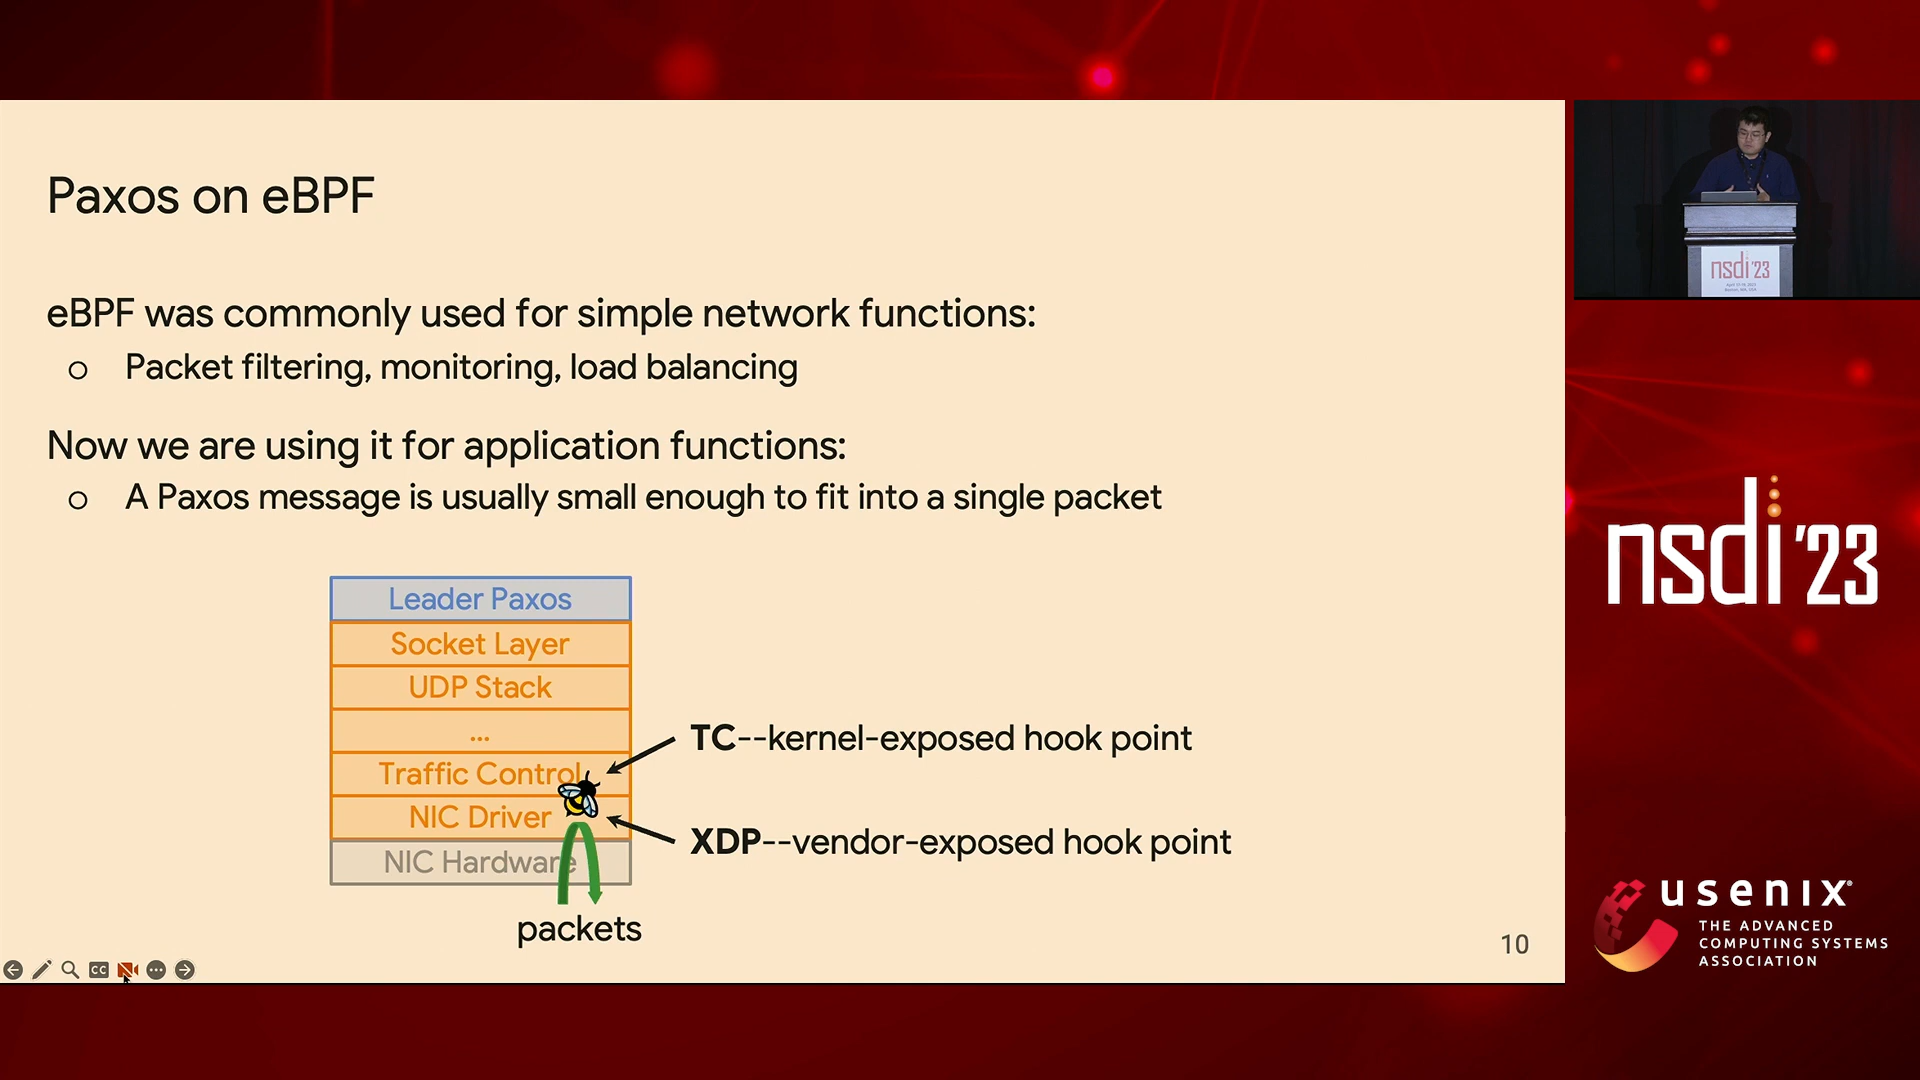 Paxos on eBPF
eBPF was commonly used for simple network functions:
○ Packet filtering, monitoring, load balancing
Now we are using it for application functions:
○ A Paxos message is usually small enough to fit into a single packet
Leader Paxos
Socket Layer
UDP Stack
...
Traffic Control
NIC Driver
NIC Hardware
TC--kernel-exposed hook point
XDP--vendor-exposed hook point
packets
10
CC
nsdi '23
nsdi '23
usenix®
THE ADVANCED
COMPUTING SYSTEMS
ASSOCIATION